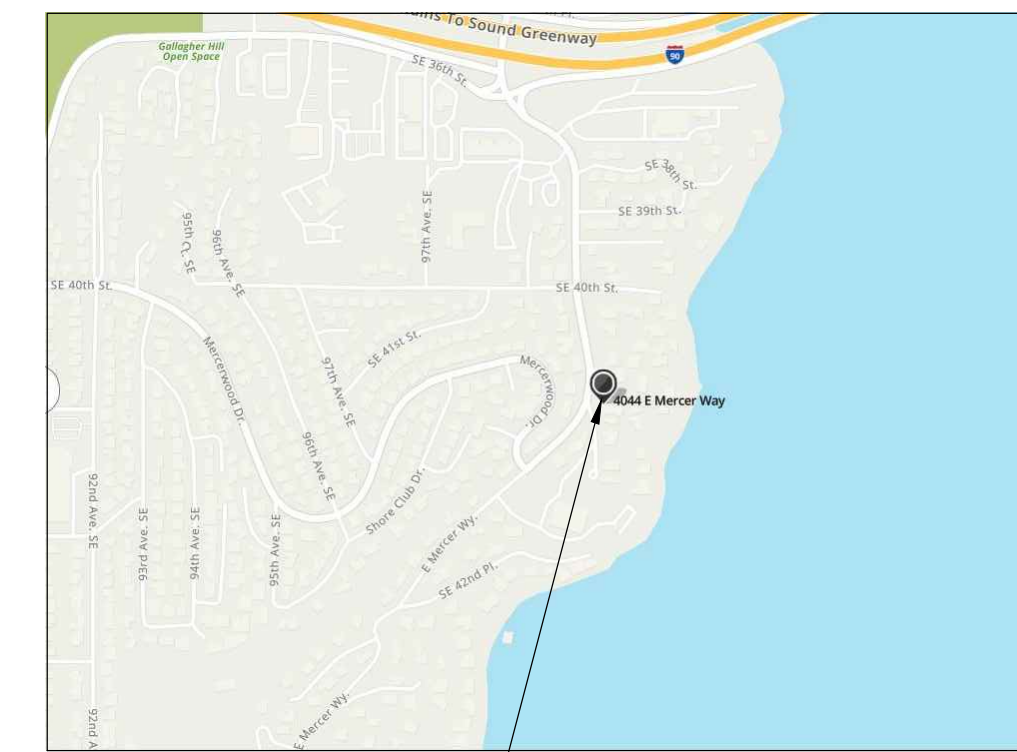 ains To Sound Greenway
Gallagher Hill
Open Space
SE 36th St.
90
SE 38th St.
SE 39th St.
97th Ave. SE
95th Ct. SE
96th Ave. SE
SE 40th St.
SE 40th St.
SE 41st St.
Mercerwood Dr.
97th Ave. SE
Mercerwood Dr.
4044 E Mercer Way
96th Ave. SE
Shore Club Dr.
92nd Ave. SE
93rd Ave. SE
94th Ave. SE
95th Ave. SE
E Mercer Wy.
SE 42nd Pl.
E Mercer Wy.
92nd A